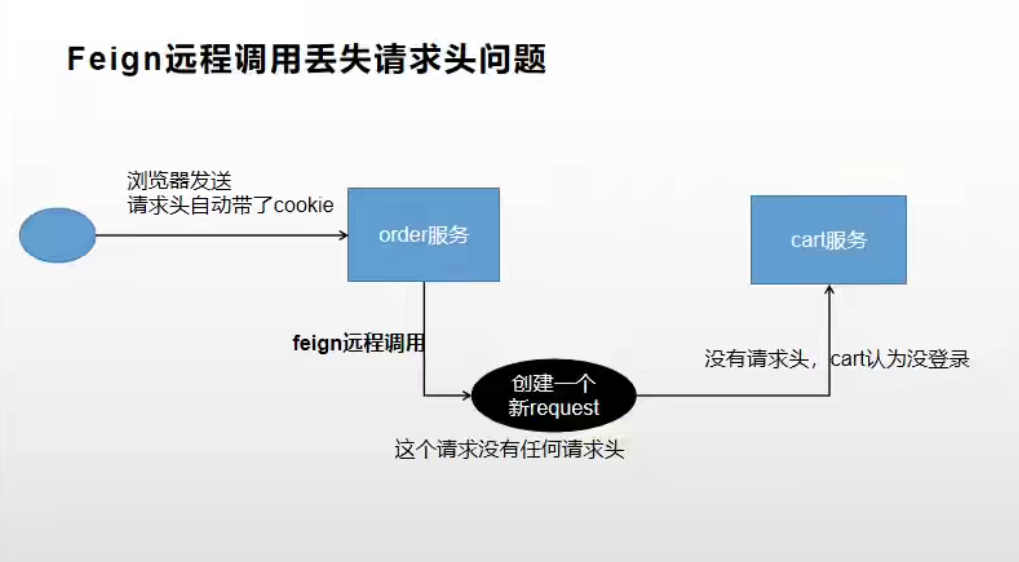 Feign远程调用丢失请求头问题
浏览器发送
请求头自动带了cookie
order服务
cart服务
feign远程调用
没有请求头，cart认为没登录
创建一个
新request
这个请求没有任何请求头